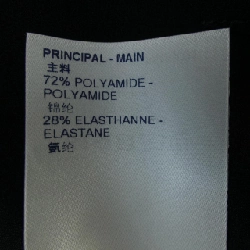 PRINCIPAL - MAIN
主料
72% POLYAMIDE -
POLYAMIDE
锦纶
28% ELASTHANNE -
ELASTANE
氨纶